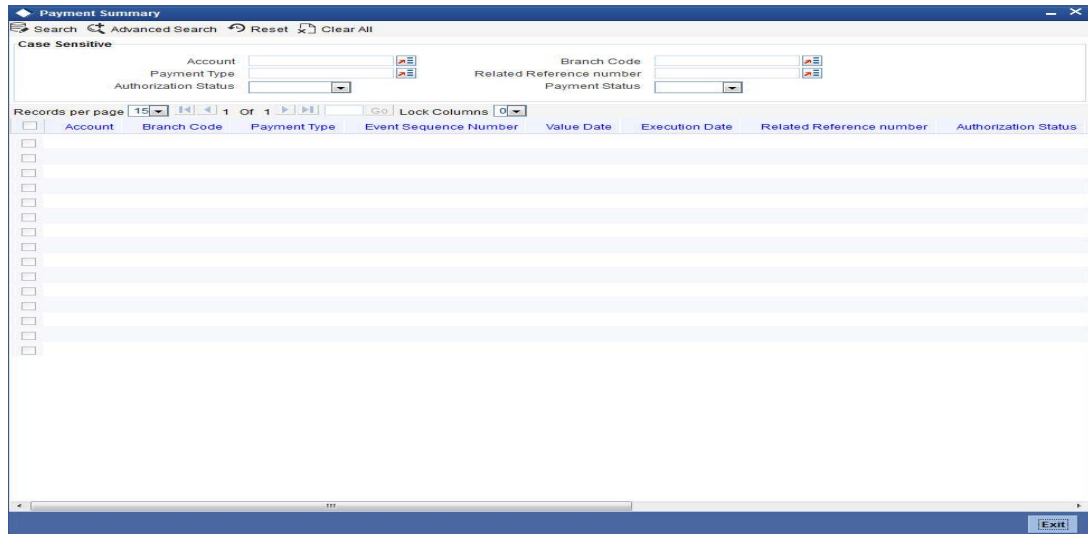 Payment Summary
Search Advanced Search Reset Clear All
Case Sensitive
Account Branch Code
Payment Type Related Reference number
Authorization Status Payment Status
Records per page 15 1 Of 1 Go Lock Columns 0
Account Branch Code Payment Type Event Sequence Number Value Date Execution Date Related Reference number Authorization Status
Exit